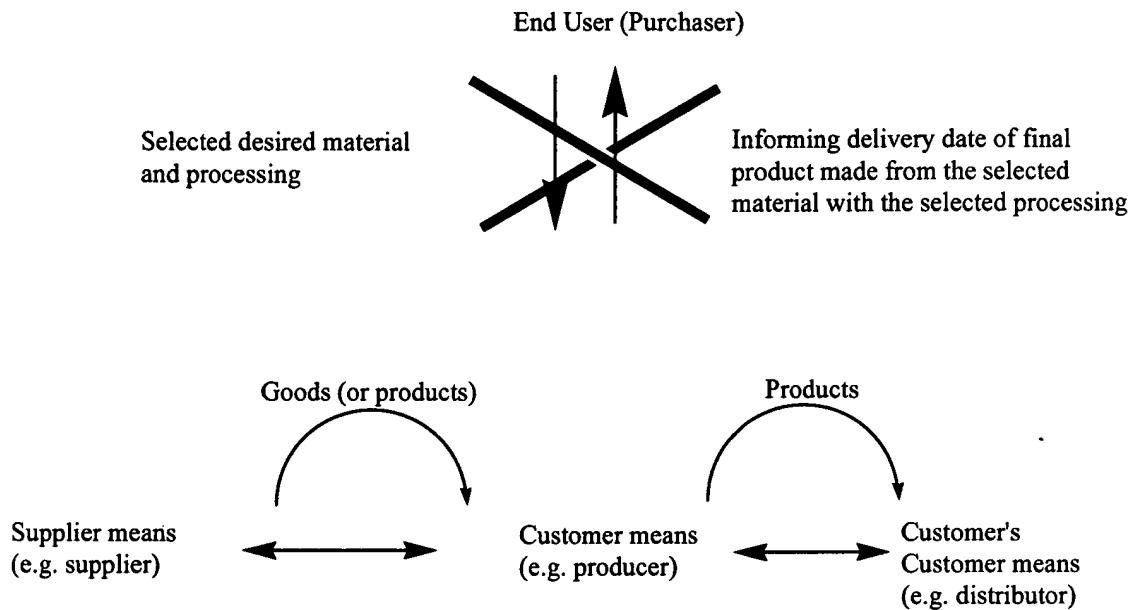 End User (Purchaser)
Selected desired material
and processing
Informing delivery date of final
product made from the selected
material with the selected processing
Goods (or products)
Products
Supplier means
(e.g. supplier)
Customer means
(e.g. producer)
Customer's
Customer means
(e.g. distributor)